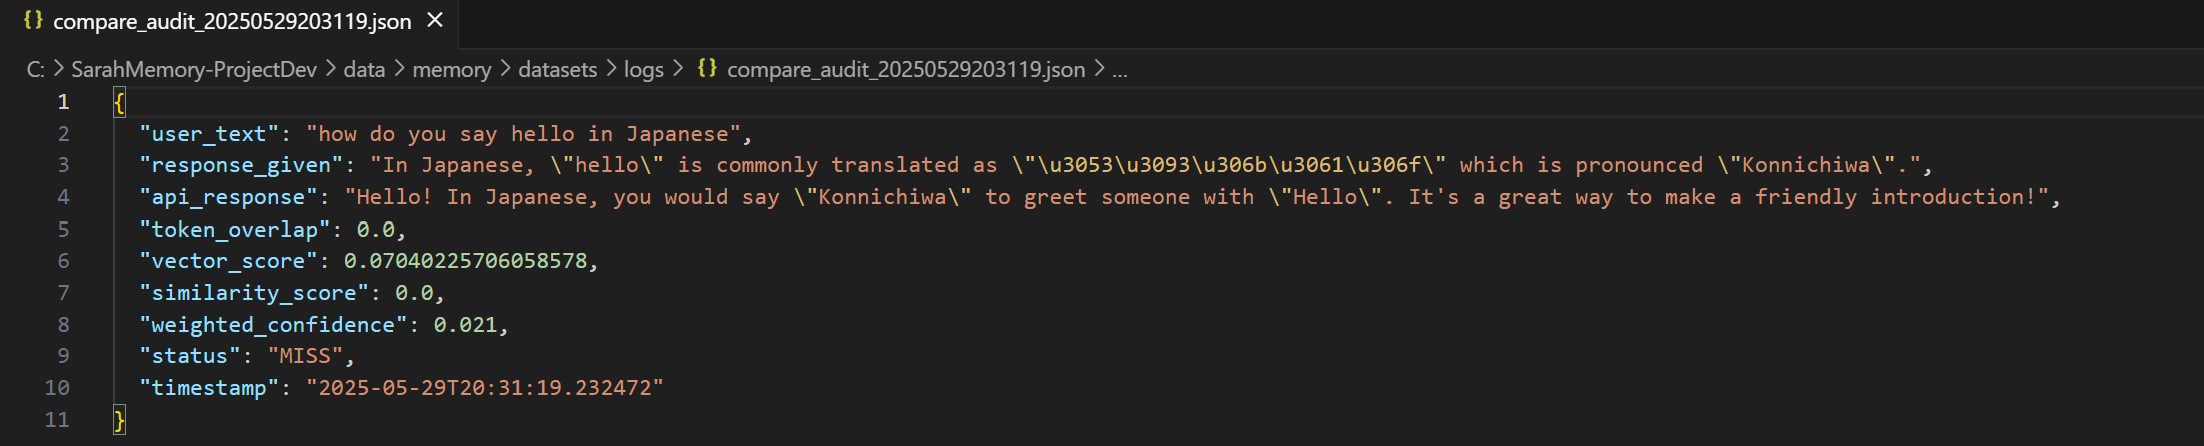 {} compare_audit_20250529203119.json ×
C: > SarahMemory-ProjectDev > data > memory > datasets > logs > {} compare_audit_20250529203119.json > ...
1 {
2 "user_text": "how do you say hello in Japanese",
3 "response_given": "In Japanese, \"hello\" is commonly translated as \"\u3053\u3093\u306b\u3061\u306f\" which is pronounced \"Konnichiwa\".",
4 "api_response": "Hello! In Japanese, you would say \"Konnichiwa\" to greet someone with \"Hello\". It's a great way to make a friendly introduction!",
5 "token_overlap": 0.0,
6 "vector_score": 0.07040225706058578,
7 "similarity_score": 0.0,
8 "weighted_confidence": 0.021,
9 "status": "MISS",
10 "timestamp": "2025-05-29T20:31:19.232472"
11 }